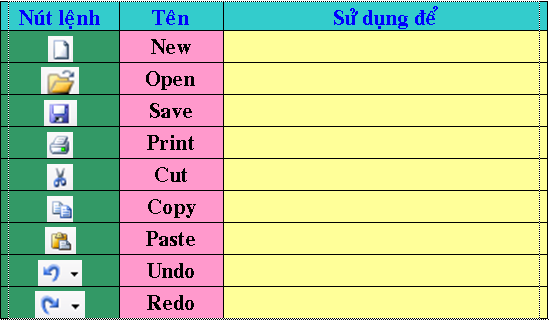 Nút lệnh Tên Sử dụng để
New
Open
Save
Print
Cut
Copy
Paste
Undo
Redo